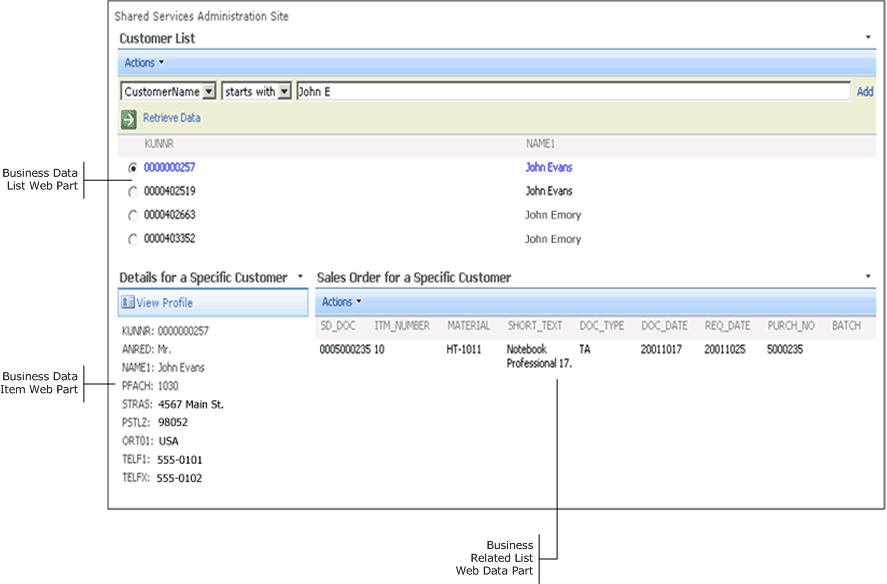 Shared Services Administration Site
Customer List
Actions
CustomerName starts with John E Add
Retrieve Data
KUNNR NAME1
0000000257 John Evans
0000402519 John Evans
0000402663 John Emory
0000403352 John Emory
Business Data
List Web Part
Details for a Specific Customer
View Profile
KUNNR: 0000000257
ANRED: Mr.
NAME1: John Evans
PFACH: 1030
STRAS: 4567 Main St.
PSTLZ: 98052
ORT01: USA
TELF1: 555-0101
TELFX: 555-0102
Business Data
Item Web Part
Sales Order for a Specific Customer
Actions
SD_DOC ITM_NUMBER MATERIAL SHORT_TEXT DOC_TYPE DOC_DATE REQ_DATE PURCH_NO BATCH
0005000235 10 HT-1011 Notebook TA 20011017 20011025 5000235
Professional 17.
Business
Related List
Web Data Part